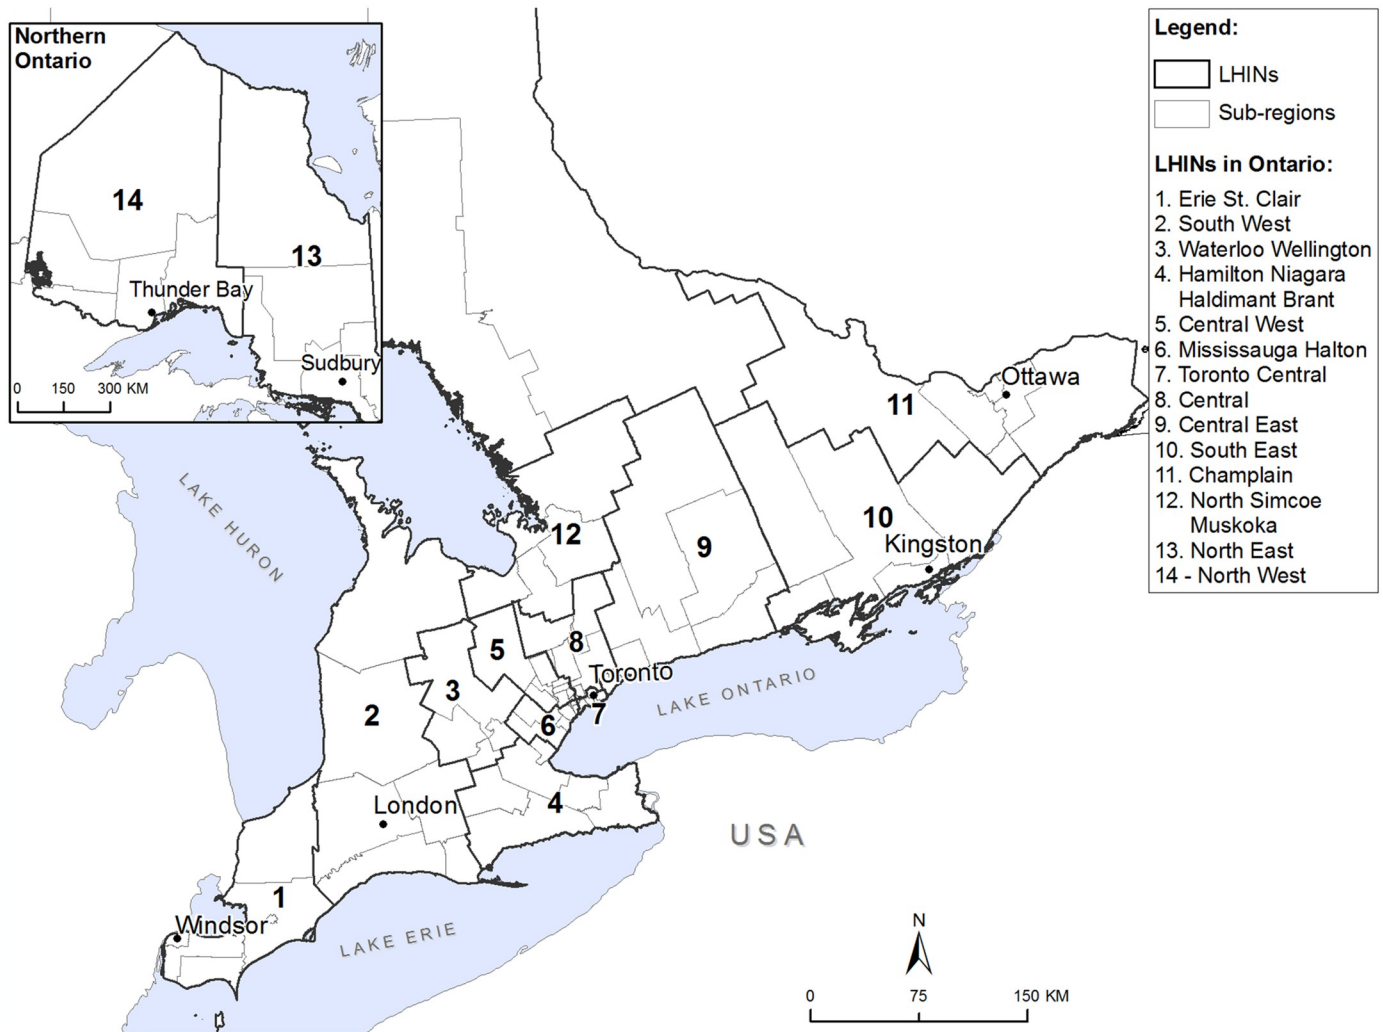 Northern
Ontario
14
13
Thunder Bay
Sudbury
0 150 300 KM
Legend:
LHINs
Sub-regions
LHINs in Ontario:
1. Erie St. Clair
2. South West
3. Waterloo Wellington
4. Hamilton Niagara
Haldimant Brant
5. Central West
6. Mississauga Halton
7. Toronto Central
8. Central
9. Central East
10. South East
11. Champlain
12. North Simcoe
Muskoka
13. North East
14 - North West
Ottawa
11
LAKE HURON
12
9
10
Kingston
8
5
Toronto
3
7
6
2
LAKE ONTARIO
London
4
USA
1
Windsor
LAKE ERIE
N
0 75 150 KM